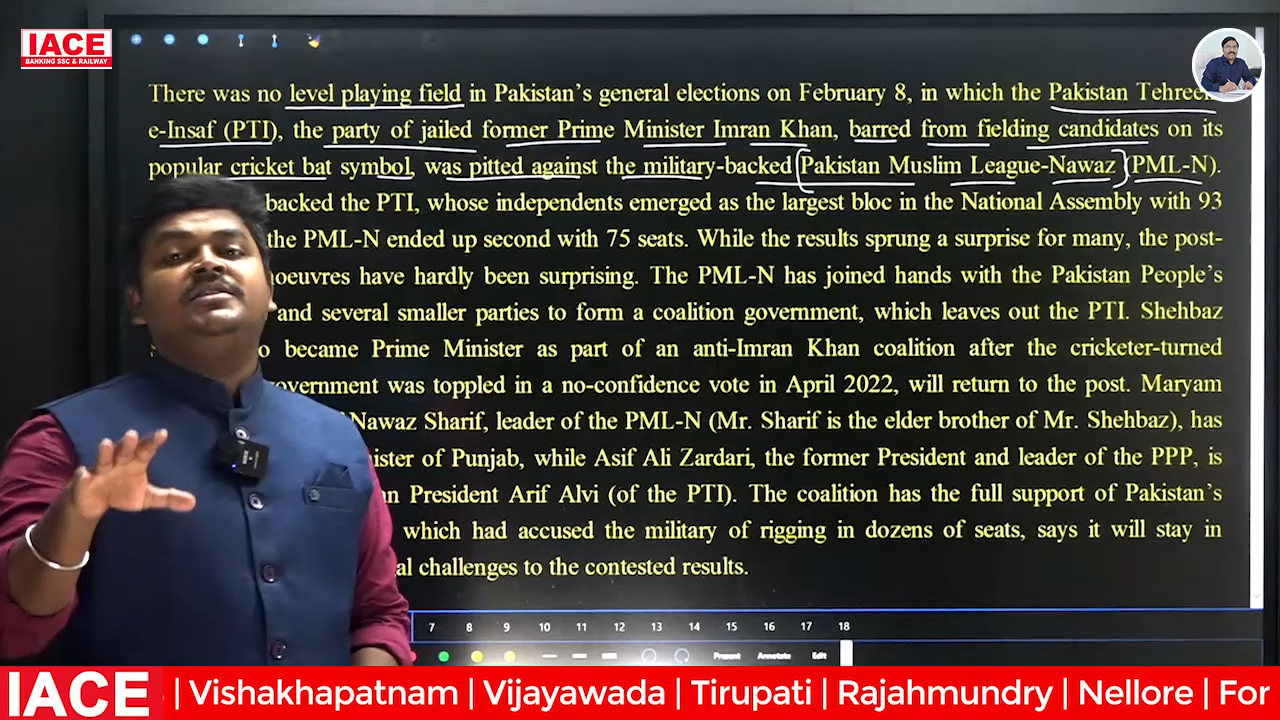 IACE
BANKING SSC & RAILWAY
There was no level playing field in Pakistan's general elections on February 8, in which the Pakistan Tehreek-
e-Insaf (PTI), the party of jailed former Prime Minister Imran Khan, barred from fielding candidates on its
popular cricket bat symbol, was pitted against the military-backed (Pakistan Muslim League-Nawaz (PML-N).
backed the PTI, whose independents emerged as the largest bloc in the National Assembly with 93
the PML-N ended up second with 75 seats. While the results sprung a surprise for many, the post-
oeuvres have hardly been surprising. The PML-N has joined hands with the Pakistan People's
and several smaller parties to form a coalition government, which leaves out the PTI. Shehbaz
o became Prime Minister as part of an anti-Imran Khan coalition after the cricketer-turned
overnment was toppled in a no-confidence vote in April 2022, will return to the post. Maryam
Nawaz Sharif, leader of the PML-N (Mr. Sharif is the elder brother of Mr. Shehbaz), has
ister of Punjab, while Asif Ali Zardari, the former President and leader of the PPP, is
an President Arif Alvi (of the PTI). The coalition has the full support of Pakistan's
which had accused the military of rigging in dozens of seats, says it will stay in
al challenges to the contested results.
7 8 9 10 11 12 13 14 15 16 17 18
Present Annotate Edit
IACE | Vishakhapatnam | Vijayawada | Tirupati | Rajahmundry | Nellore | For